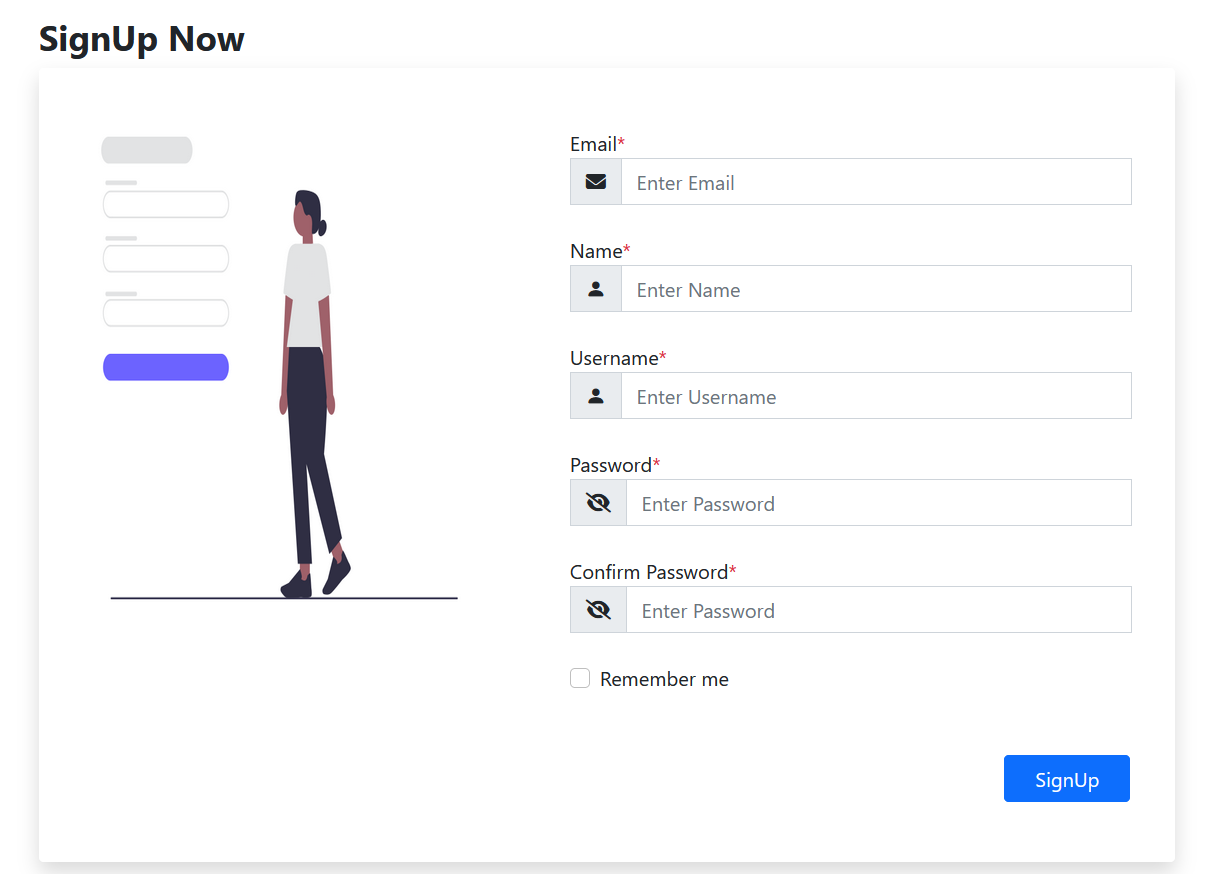 SignUp Now
Email*
Enter Email
Name*
Enter Name
Username*
Enter Username
Password*
Enter Password
Confirm Password*
Enter Password
Remember me
SignUp